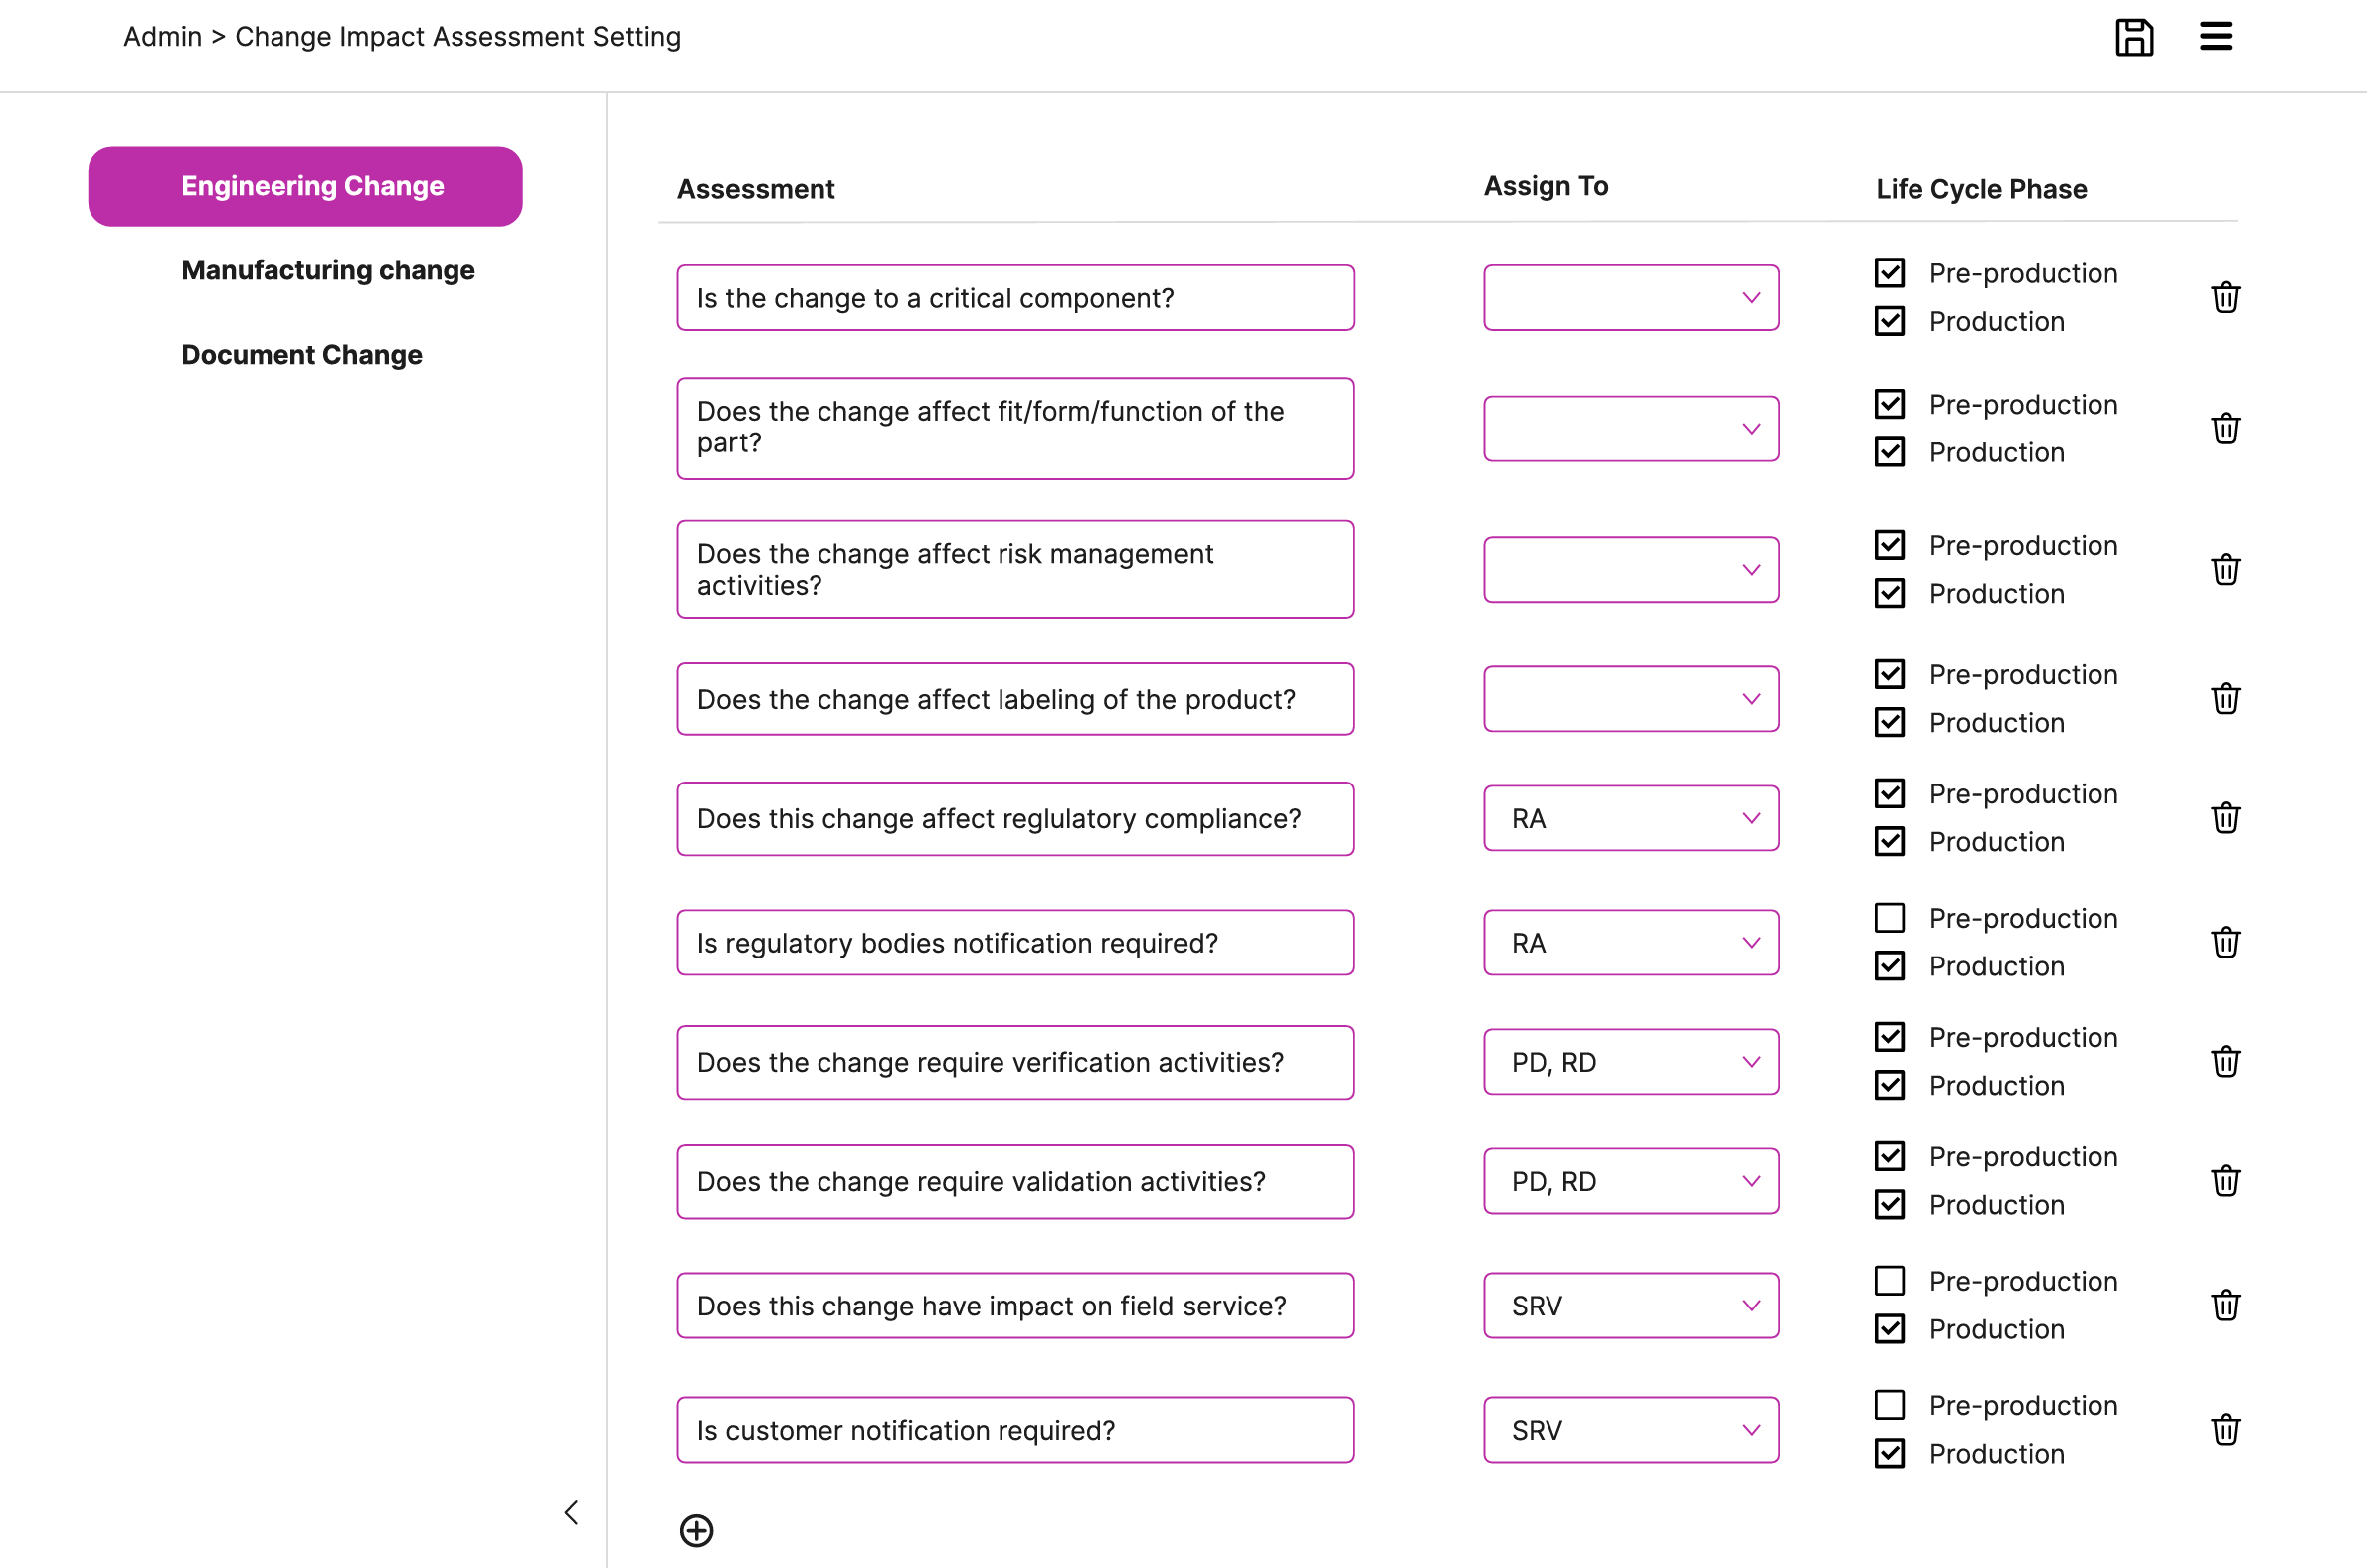 Admin > Change Impact Assessment Setting
Engineering Change
Manufacturing change
Document Change
Assessment
Assign To
Life Cycle Phase
Is the change to a critical component?
Pre-production
Production
Does the change affect fit/form/function of the
part?
Pre-production
Production
Does the change affect risk management
activities?
Pre-production
Production
Does the change affect labeling of the product?
Pre-production
Production
Does this change affect reglulatory compliance?
RA
Pre-production
Production
Is regulatory bodies notification required?
RA
Pre-production
Production
Does the change require verification activities?
PD, RD
Pre-production
Production
Does the change require validation activities?
PD, RD
Pre-production
Production
Does this change have impact on field service?
SRV
Pre-production
Production
Is customer notification required?
SRV
Pre-production
Production